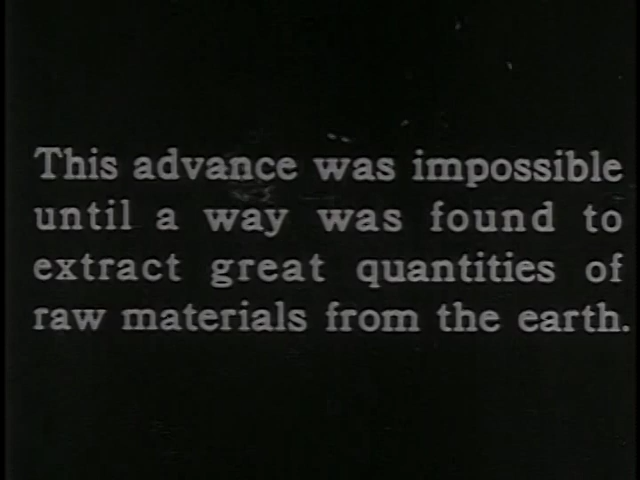 This advance was impossible
until a way was found to
extract great quantities of
raw materials from the earth.